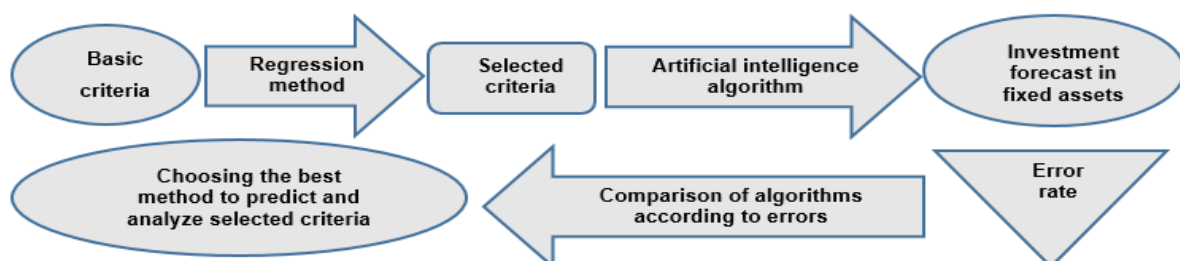 Basic
criteria
Regression
method
Selected
criteria
Artificial intelligence
algorithm
Investment
forecast in
fixed assets
Error
rate
Comparison of algorithms
according to errors
Choosing the best
method to predict and
analyze selected criteria